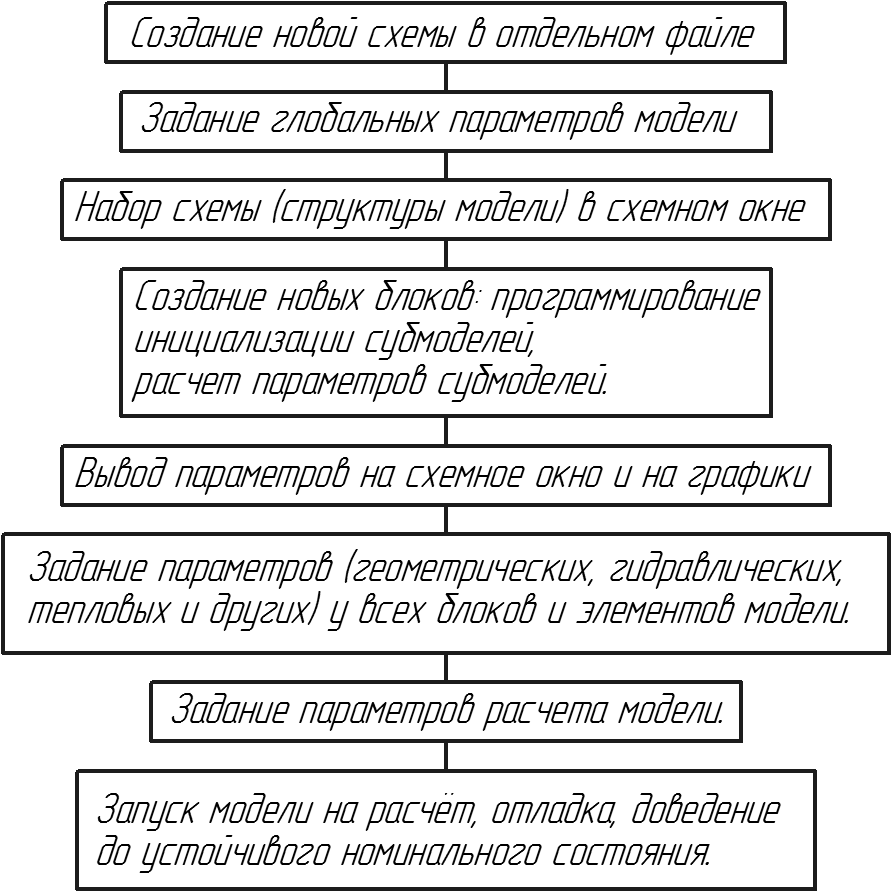 Создание новой схемы в отдельном файле
Задание глобальных параметров модели
Набор схемы (структуры модели) в схемном окне
Создание новых блоков: программирование
инициализации субмоделей,
расчет параметров субмоделей.
Вывод параметров на схемное окно и на графики
Задание параметров (геометрических, гидравлических,
тепловых и других) у всех блоков и элементов модели.
Задание параметров расчета модели.
Запуск модели на расчёт, отладка, доведение
до устойчивого номинального состояния.